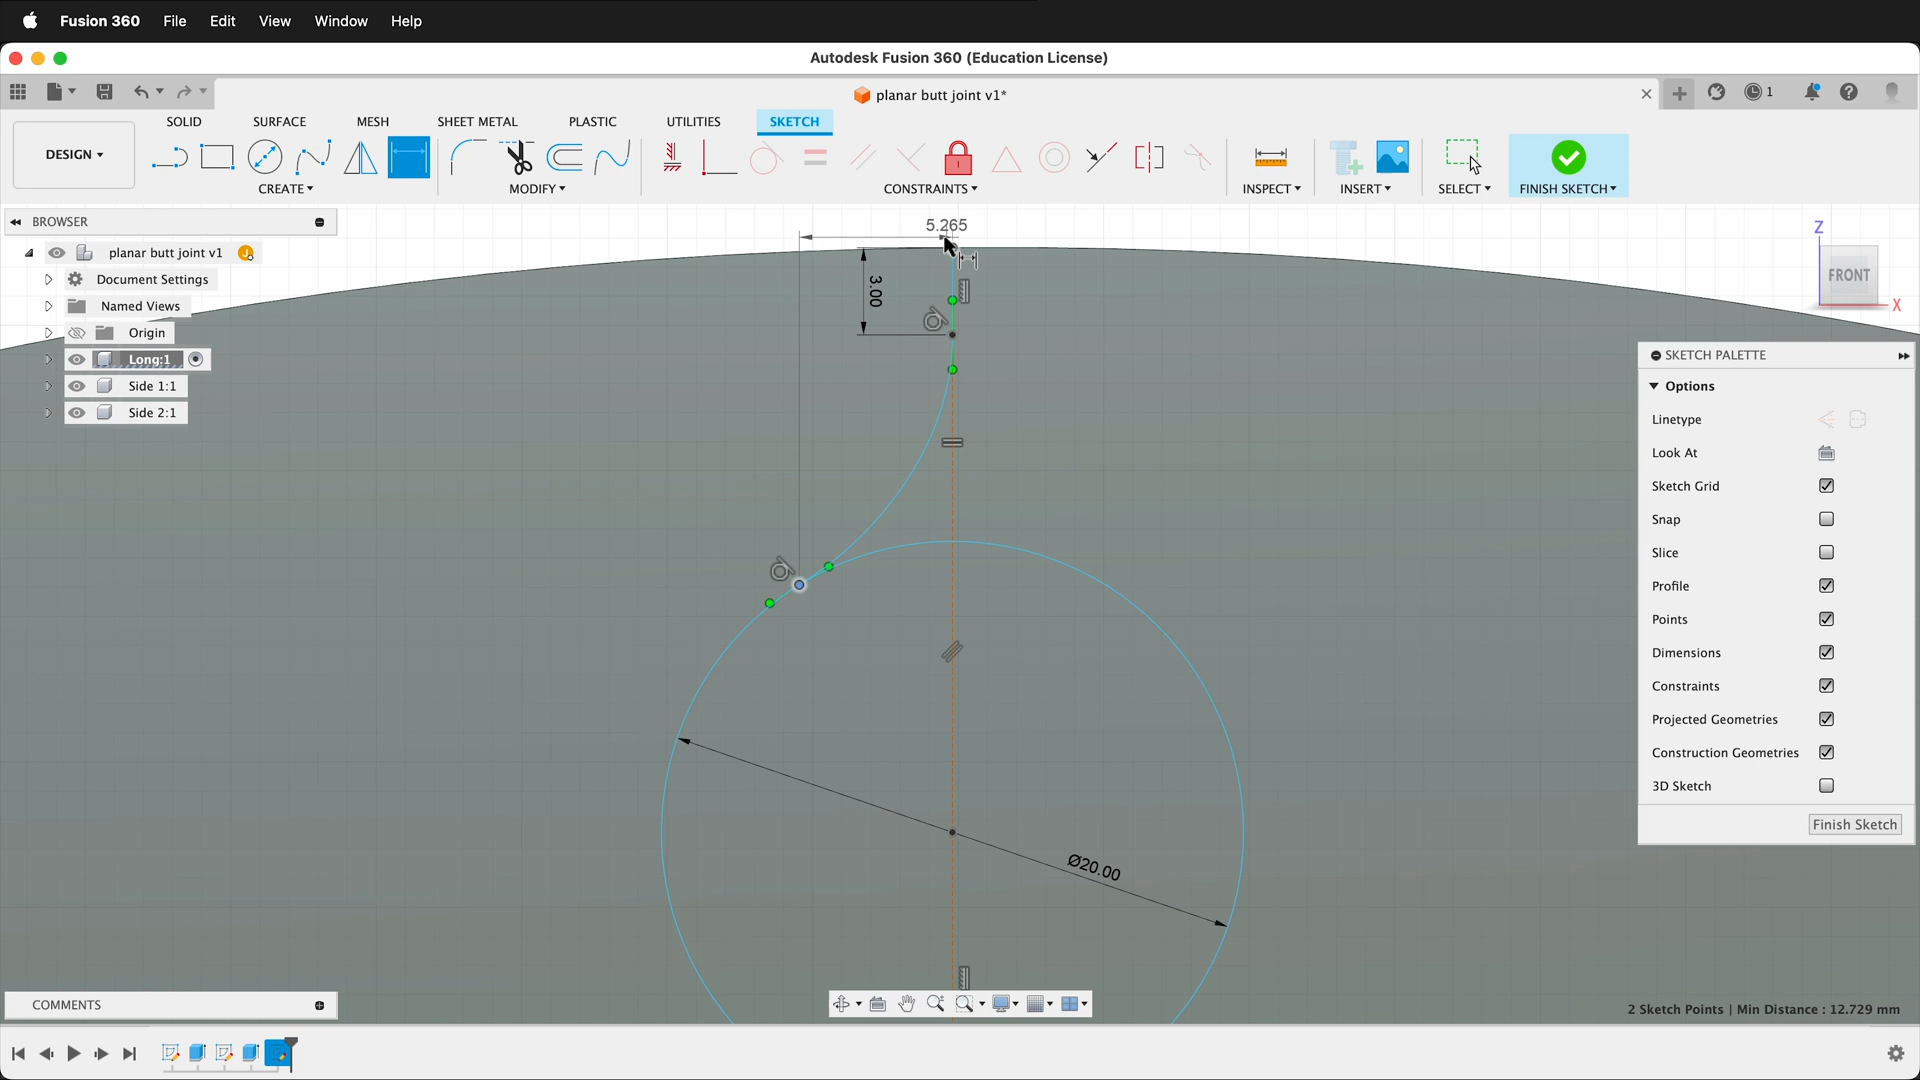 Fusion 360 File Edit View Window Help
Autodesk Fusion 360 (Education License)
planar butt joint v1*
1
SOLID SURFACE MESH SHEET METAL PLASTIC UTILITIES SKETCH
DESIGN
CREATE MODIFY CONSTRAINTS INSPECT INSERT SELECT FINISH SKETCH
BROWSER
planar butt joint v1
Document Settings
Named Views
Origin
Long:1
Side 1:1
Side 2:1
5.265
3.00
Ø20.00
Z
FRONT
X
SKETCH PALETTE
Options
Linetype
Look At
Sketch Grid
Snap
Slice
Profile
Points
Dimensions
Constraints
Projected Geometries
Construction Geometries
3D Sketch
Finish Sketch
COMMENTS
2 Sketch Points | Min Distance : 12.729 mm